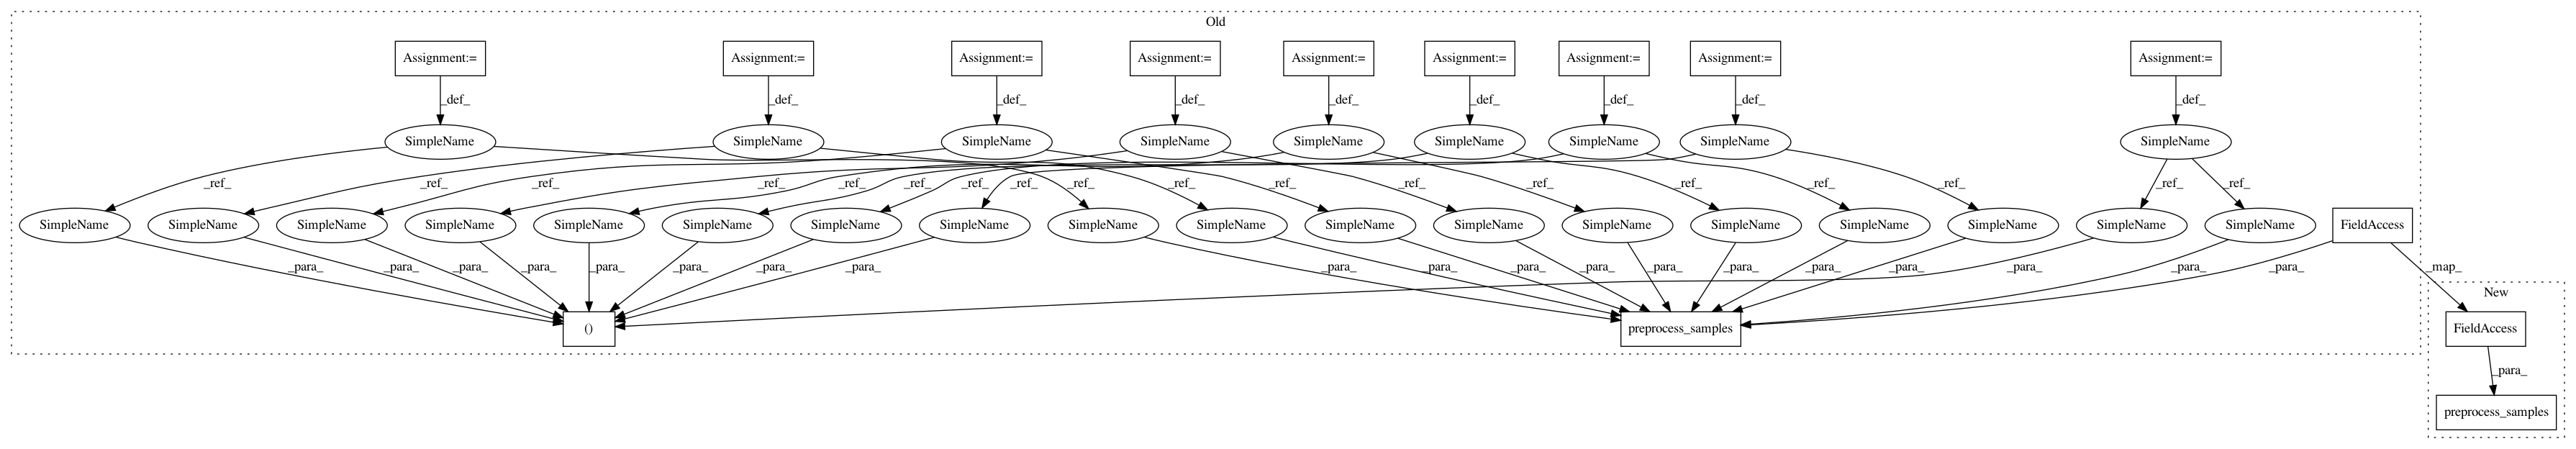 Old
Assignment:= Assignment:= Assignment:= Assignment:= Assignment:= Assignment:= Assignment:= Assignment:= Assignment:=
_def_ _def_ _def_ _def_ _def_ _def_ _def_ _def_ _def_
SimpleName SimpleName SimpleName SimpleName SimpleName SimpleName SimpleName SimpleName SimpleName
_ref_ _ref_ _ref_ _ref_ _ref_ _ref_ _ref_ _ref_ _ref_ _ref_ _ref_ _ref_ _ref_ _ref_ _ref_ _ref_ _ref_ _ref_
SimpleName SimpleName SimpleName SimpleName SimpleName SimpleName SimpleName SimpleName SimpleName SimpleName SimpleName SimpleName SimpleName SimpleName SimpleName SimpleName SimpleName SimpleName FieldAccess
_para_ _para_ _para_ _para_ _para_ _para_ _para_ _para_ _para_ _para_ _para_ _para_ _para_ _para_ _para_ _para_ _para_ _para_ _para_ _map_
New
() preprocess_samples FieldAccess
_para_
preprocess_samples